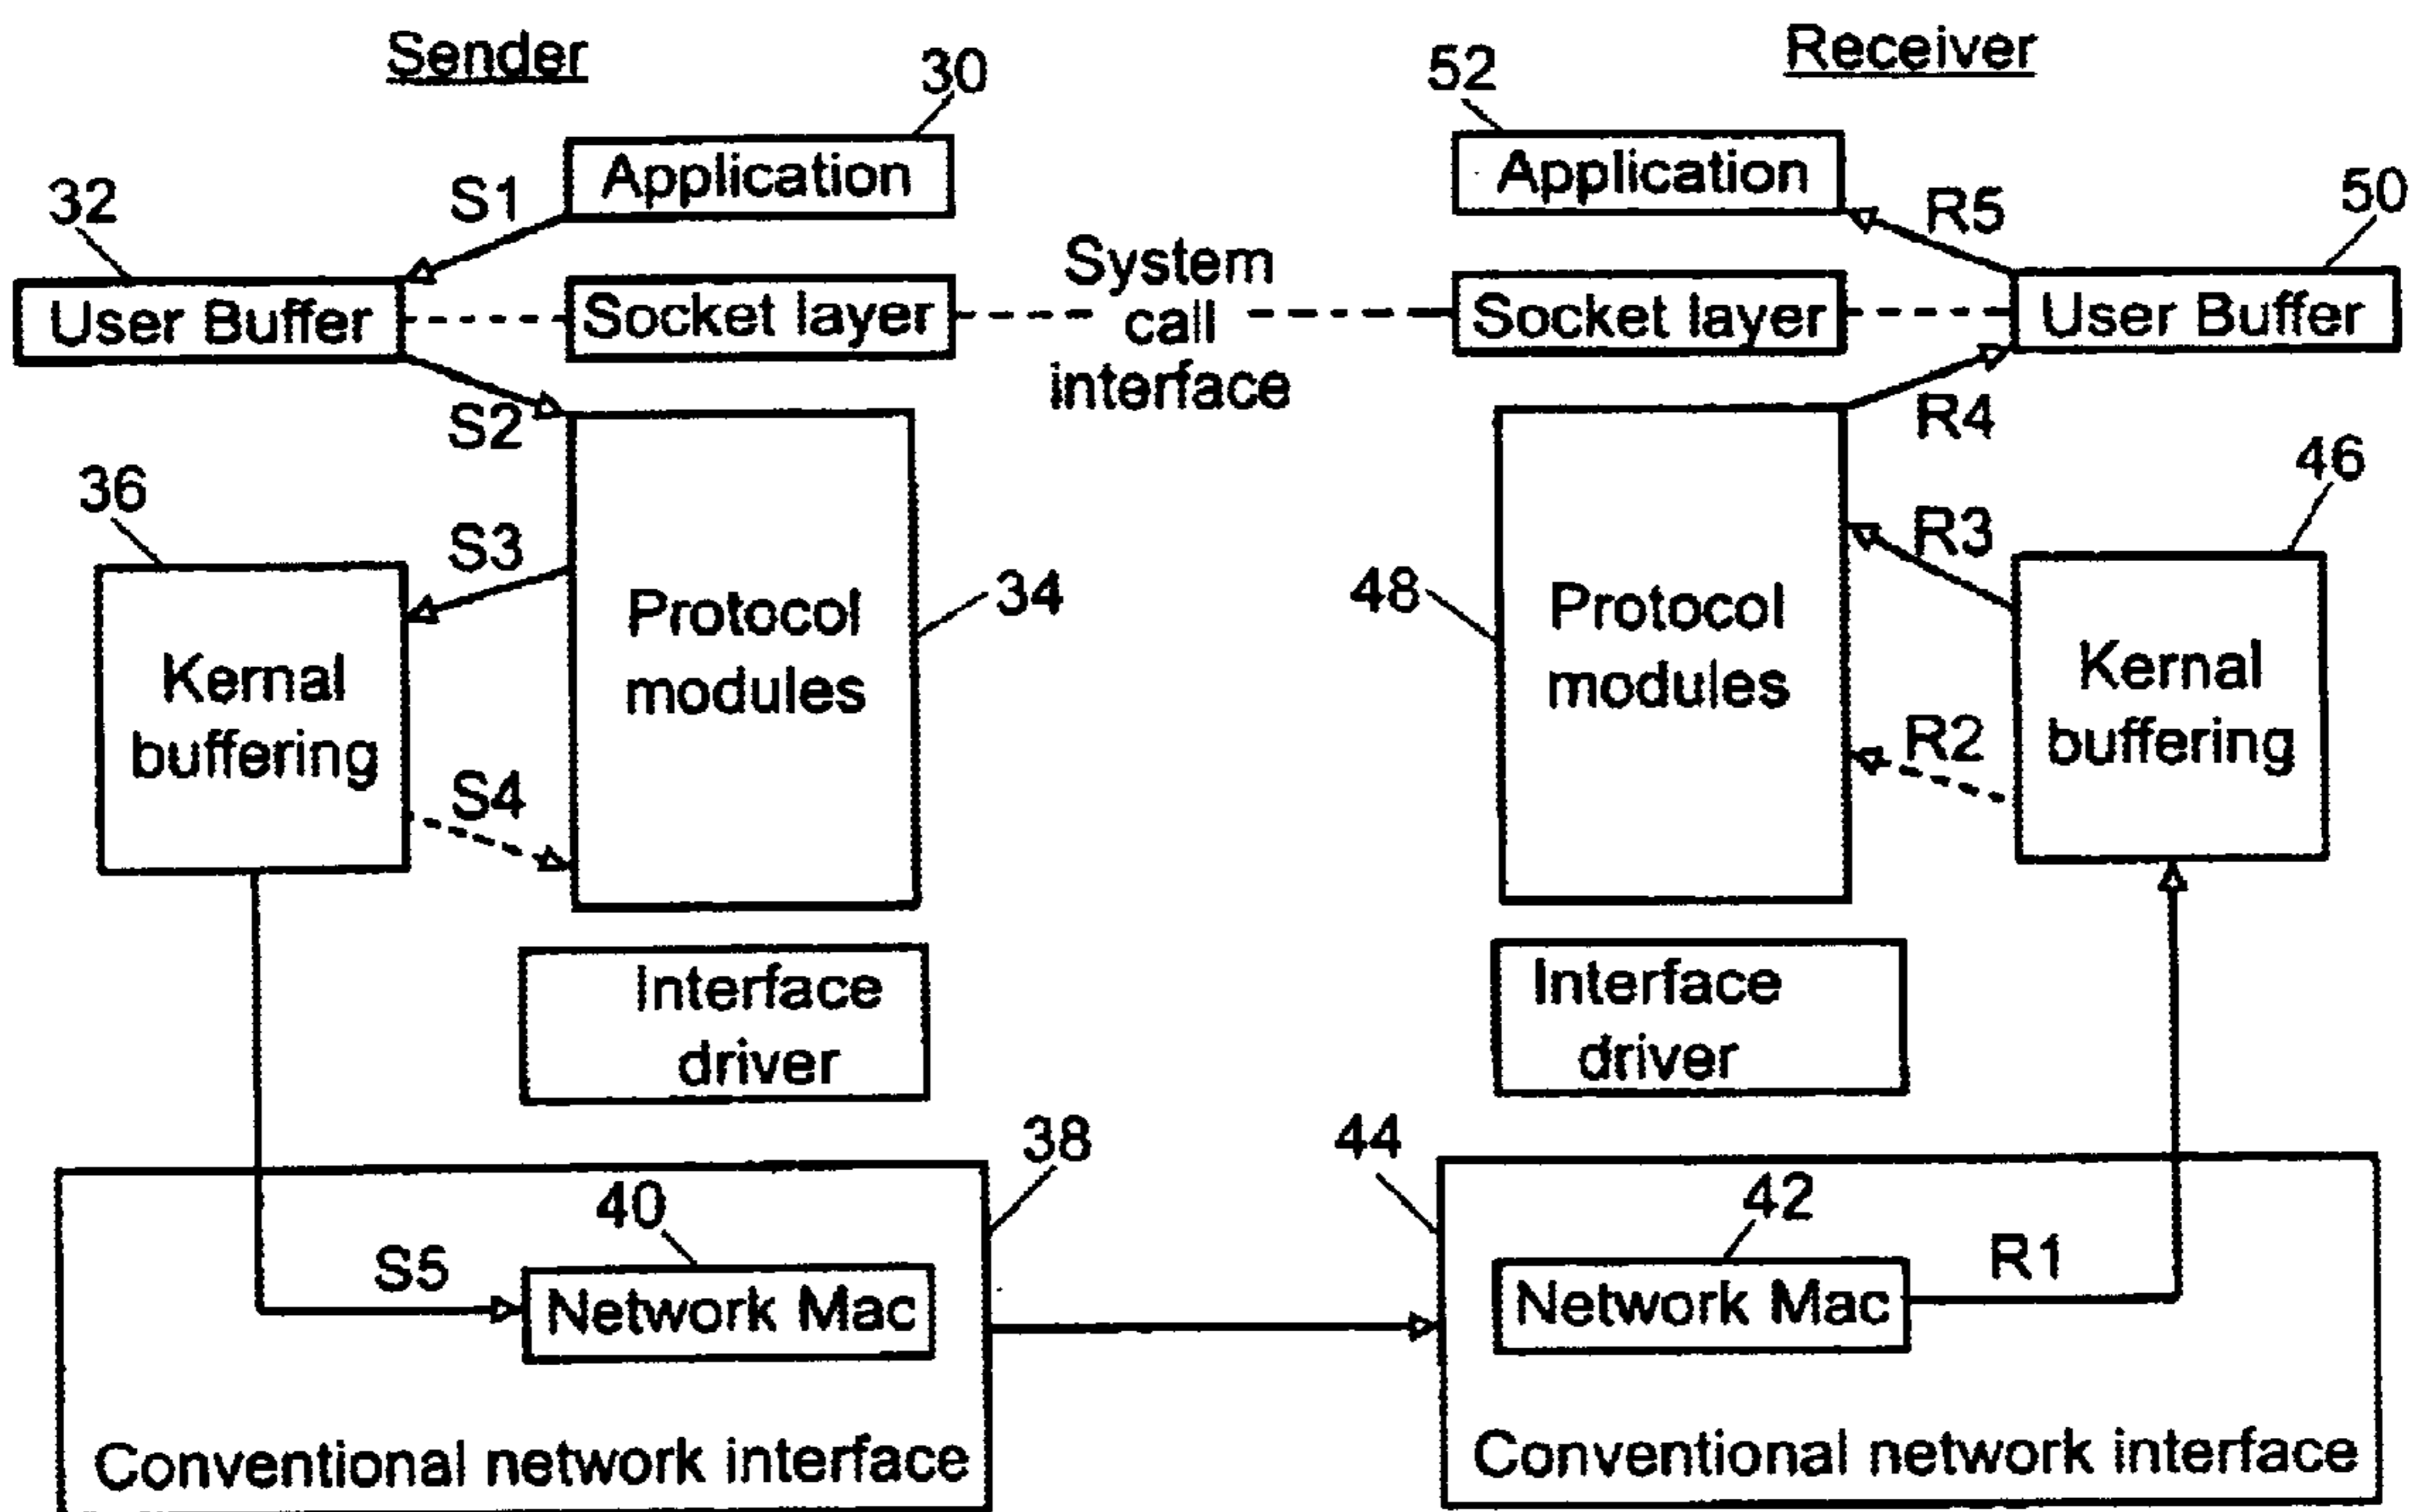 Sender
Receiver
30
52
Application
Application
32
S1
R5
50
User Buffer
Socket layer
System
call
interface
Socket layer
User Buffer
S2
R4
36
46
S3
R3
Protocol
modules
34
48
Protocol
modules
Kernal
buffering
Kernal
buffering
S4
R2
Interface
driver
Interface
driver
38
44
40
42
S5
R1
Network Mac
Network Mac
Conventional network interface
Conventional network interface